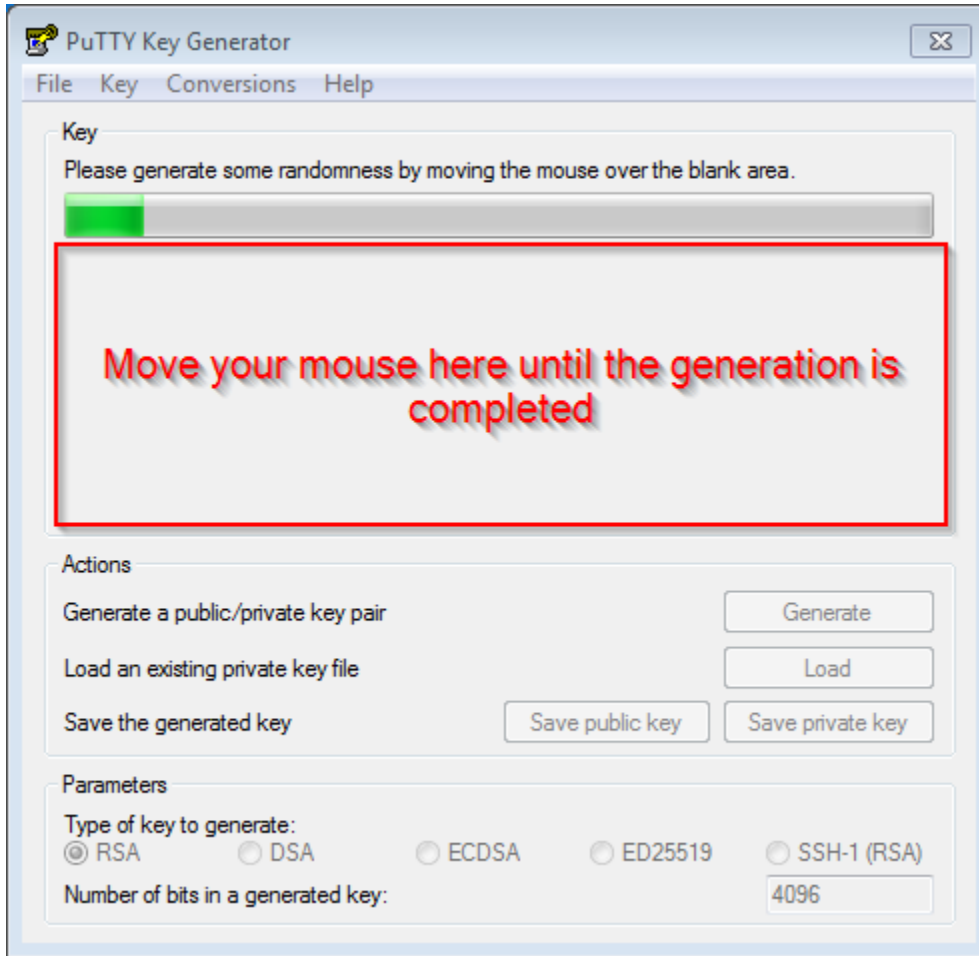 PuTTY Key Generator
File Key Conversions Help
Key
Please generate some randomness by moving the mouse over the blank area.
Move your mouse here until the generation is
completed
Actions
Generate a public/private key pair Generate
Load an existing private key file Load
Save the generated key Save public key Save private key
Parameters
Type of key to generate:
RSA DSA ECDSA ED25519 SSH-1 (RSA)
Number of bits in a generated key: 4096